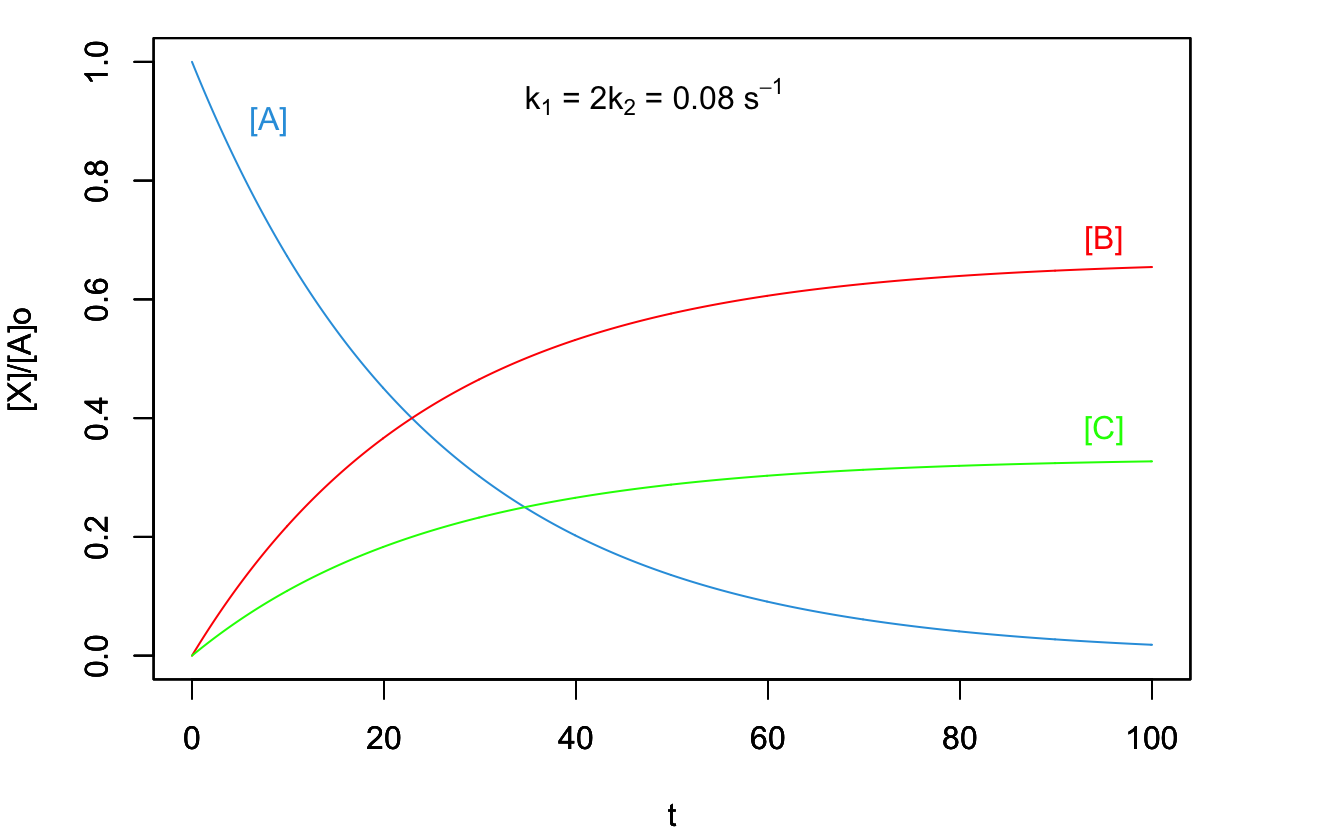 k₁ = 2k₂ = 0.08 s⁻¹
[A]
[B]
[C]
[X]/[A]o
1.0
0.8
0.6
0.4
0.2
0.0
0 20 40 60 80 100
t